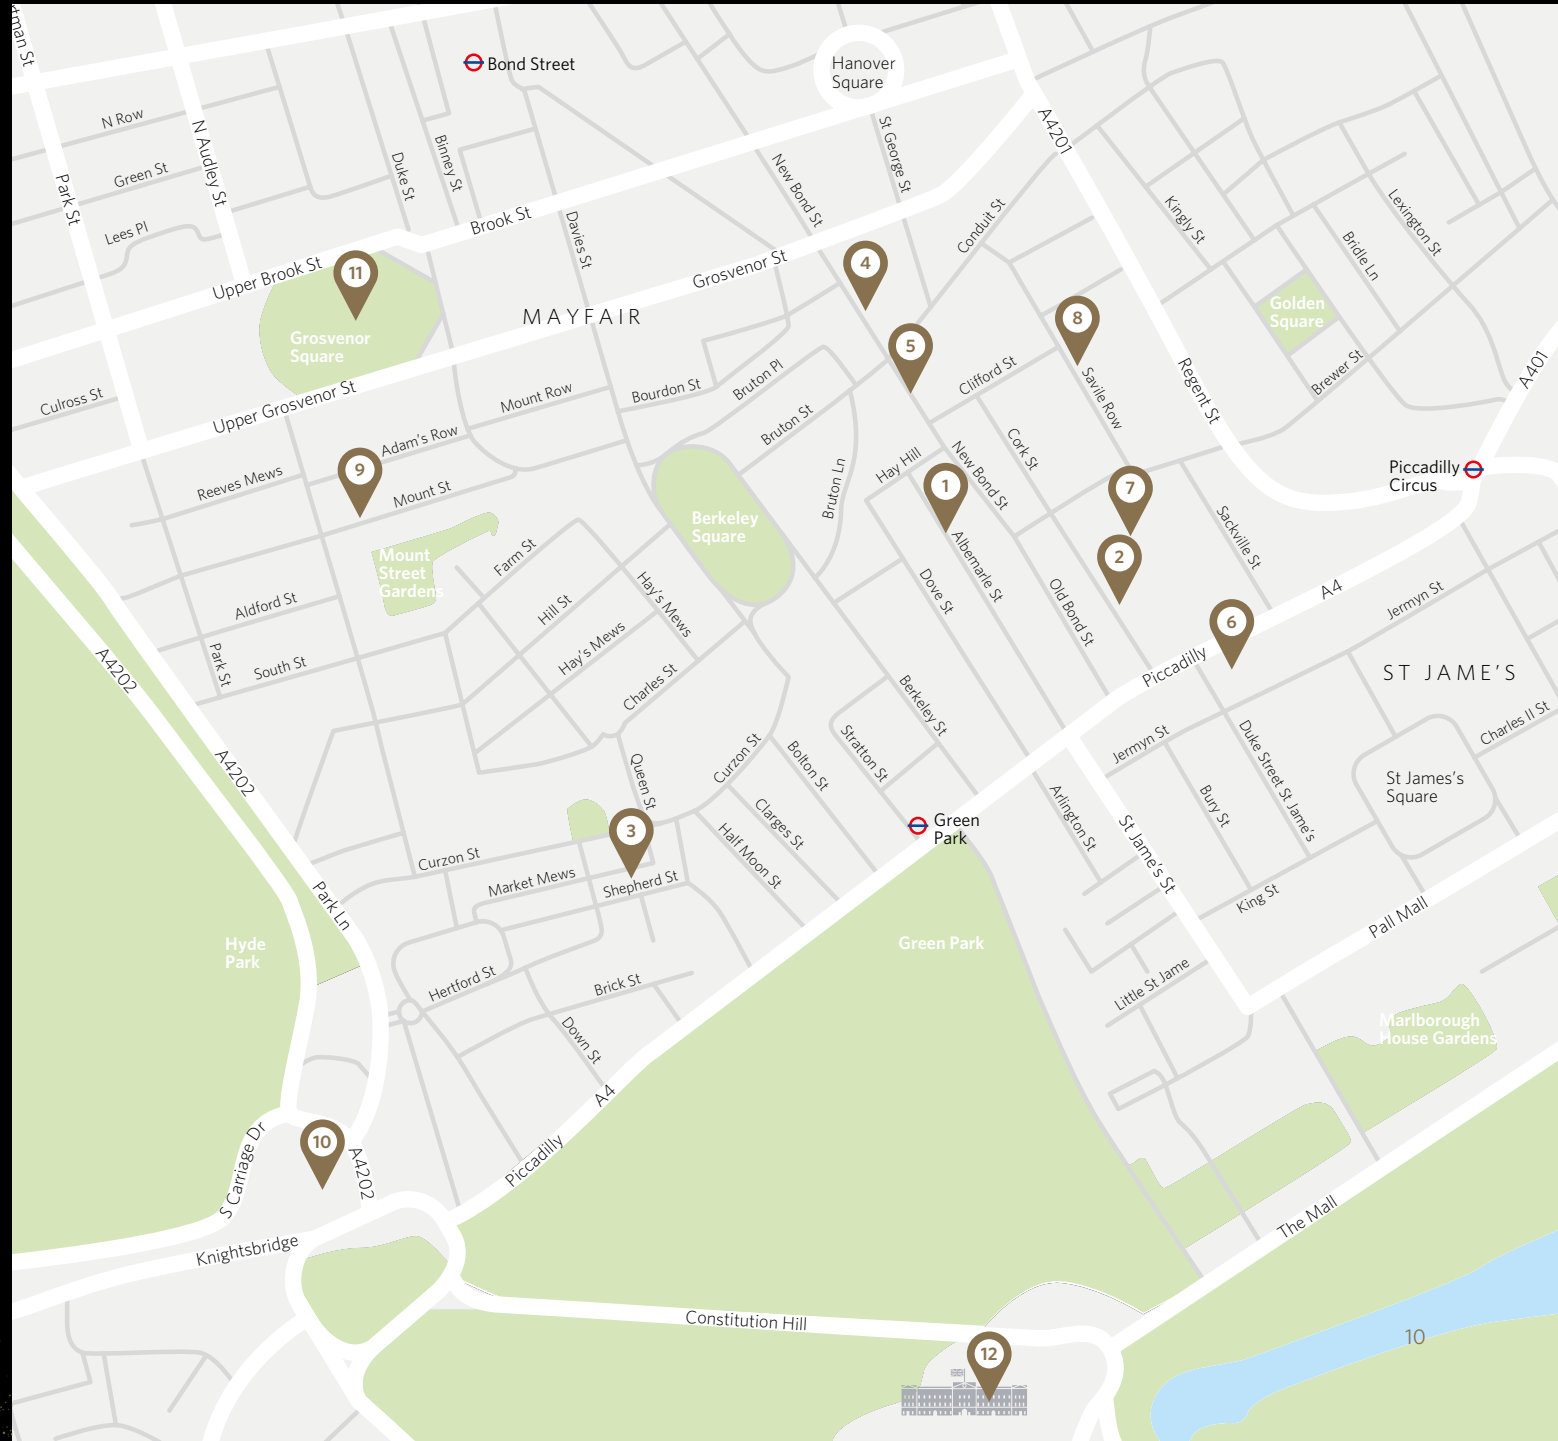 tman St
Bond Street
Hanover
Square
N Row
N Audley St
Green St
Park St
Lees Pl
Duke St
Binney St
Brook St
Davies St
New Bond St
St George St
Conduit St
A4201
Kingly St
Lexington St
Bridle Ln
Upper Brook St
11
Grosvenor
Square
MAYFAIR
Grosvenor St
4
5
8
Golden
Square
Brewer St
A401
Regent St
Culross St
Upper Grosvenor St
Mount Row
Bourdon St
Bruton Pl
Bruton St
Clifford St
Savile Row
Cork St
Adam's Row
9
Reeves Mews
Mount St
Hay Hill
New Bond St
Bruton Ln
1
7
2
Piccadilly
Circus
Sackville St
Berkeley
Square
Mount
Street
Gardens
Farm St
Albemarle St
Dove St
Old Bond St
A4
Jermyn St
6
Aldford St
Hill St
Hay's Mews
Hay's Mews
Park St
South St
Charles St
A4202
Piccadilly
ST JAME'S
Berkeley St
Stratton St
Jermyn St
Duke Street St Jame's
Charles II St
A4202
Curzon St
Bolton St
Queen St
Arlington St
Bury St
St James's
Square
3
Clarges St
Half Moon St
Green
Park
St Jame's St
Curzon St
Market Mews
Shepherd St
King St
Pall Mall
Park Ln
Hyde
Park
Green Park
Hertford St
Brick St
Little St Jame
Down St
Marlborough
House Gardens
A4
Piccadilly
S Carriage Dr
10
A4202
Knightsbridge
The Mall
Constitution Hill
12
10